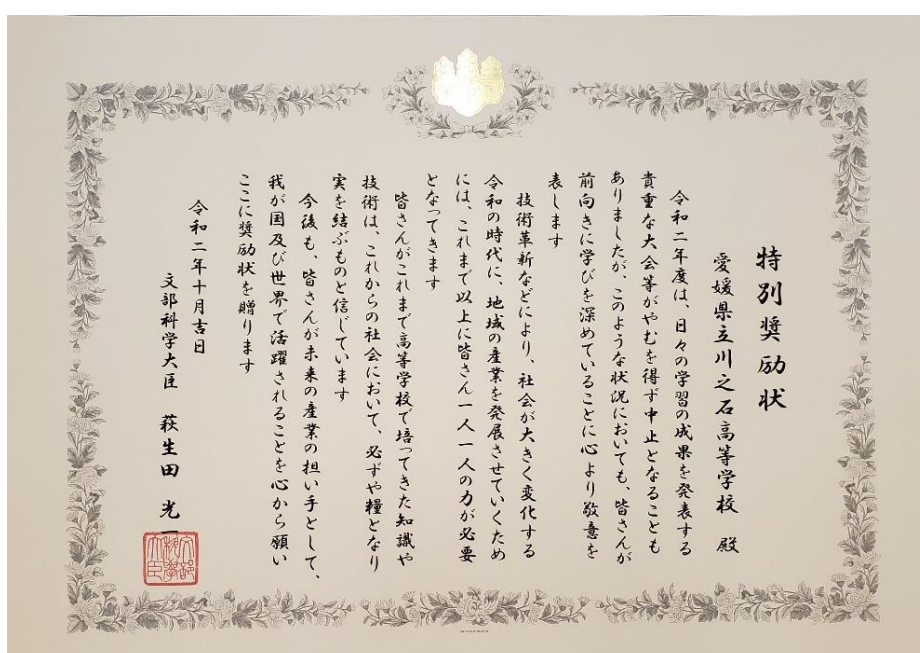 特別奨励状
愛媛県立川之石高等学校 殿
令和二年度は、日々の学習の成果を発表する
貴重な大会等がやむを得ず中止となることも
ありましたが、このような状況においても、皆さんが
前向きに学びを深めていることに心より敬意を
表します
技術革新などにより、社会が大きく変化する
令和の時代に、地域の産業を発展させていくため
には、これまで以上に皆さん一人一人の力が必要
となってきます
皆さんがこれまで高等学校で培ってきた知識や
技術は、これからの社会において、必ずや糧となり
実を結ぶものと信じています
今後も、皆さんが未来の産業の担い手として、
我が国及び世界で活躍されることを心から願い
ここに奨励状を贈ります
令和二年十月吉日
文部科学大臣 萩生田 光一